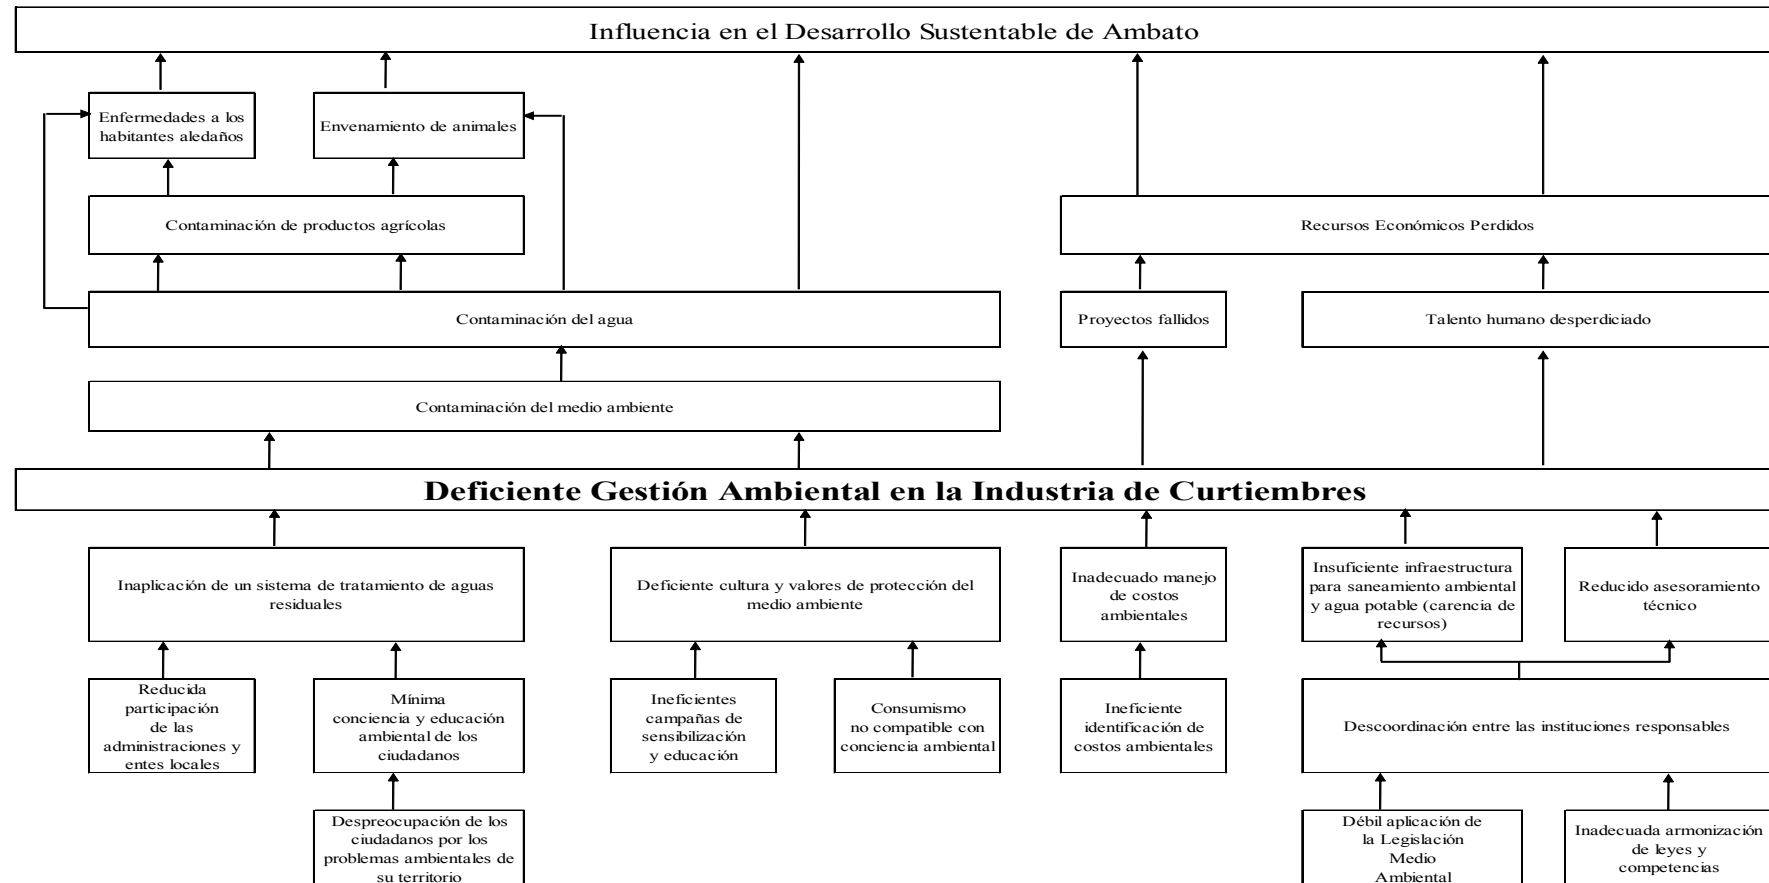 Influencia en el Desarrollo Sustentable de Ambato
Enfermedades a los
habitantes aledaños
Envenamiento de animales
Contaminación de productos agrícolas
Recursos Económicos Perdidos
Contaminación del agua
Proyectos fallidos
Talento humano desperdiciado
Contaminación del medio ambiente
Deficiente Gestión Ambiental en la Industria de Curtiembres
Inaplicación de un sistema de tratamiento de aguas
residuales
Deficiente cultura y valores de protección del
medio ambiente
Inadecuado manejo
de costos
ambientales
Insuficiente infraestructura
para saneamiento ambiental
y agua potable (carencia de
recursos)
Reducido asesoramiento
técnico
Reducida
participación
de las
administraciones y
entes locales
Mínima
conciencia y educación
ambiental de los
ciudadanos
Ineficientes
campañas de
sensibilización
y educación
Consumismo
no compatible con
conciencia ambiental
Ineficiente
identificación de
costos ambientales
Descoordinación entre las instituciones responsables
Despreocupación de los
ciudadanos por los
problemas ambientales de
su territorio
Débil aplicación de
la Legislación
Medio
Ambiental
Inadecuada armonización
de leyes y
competencias